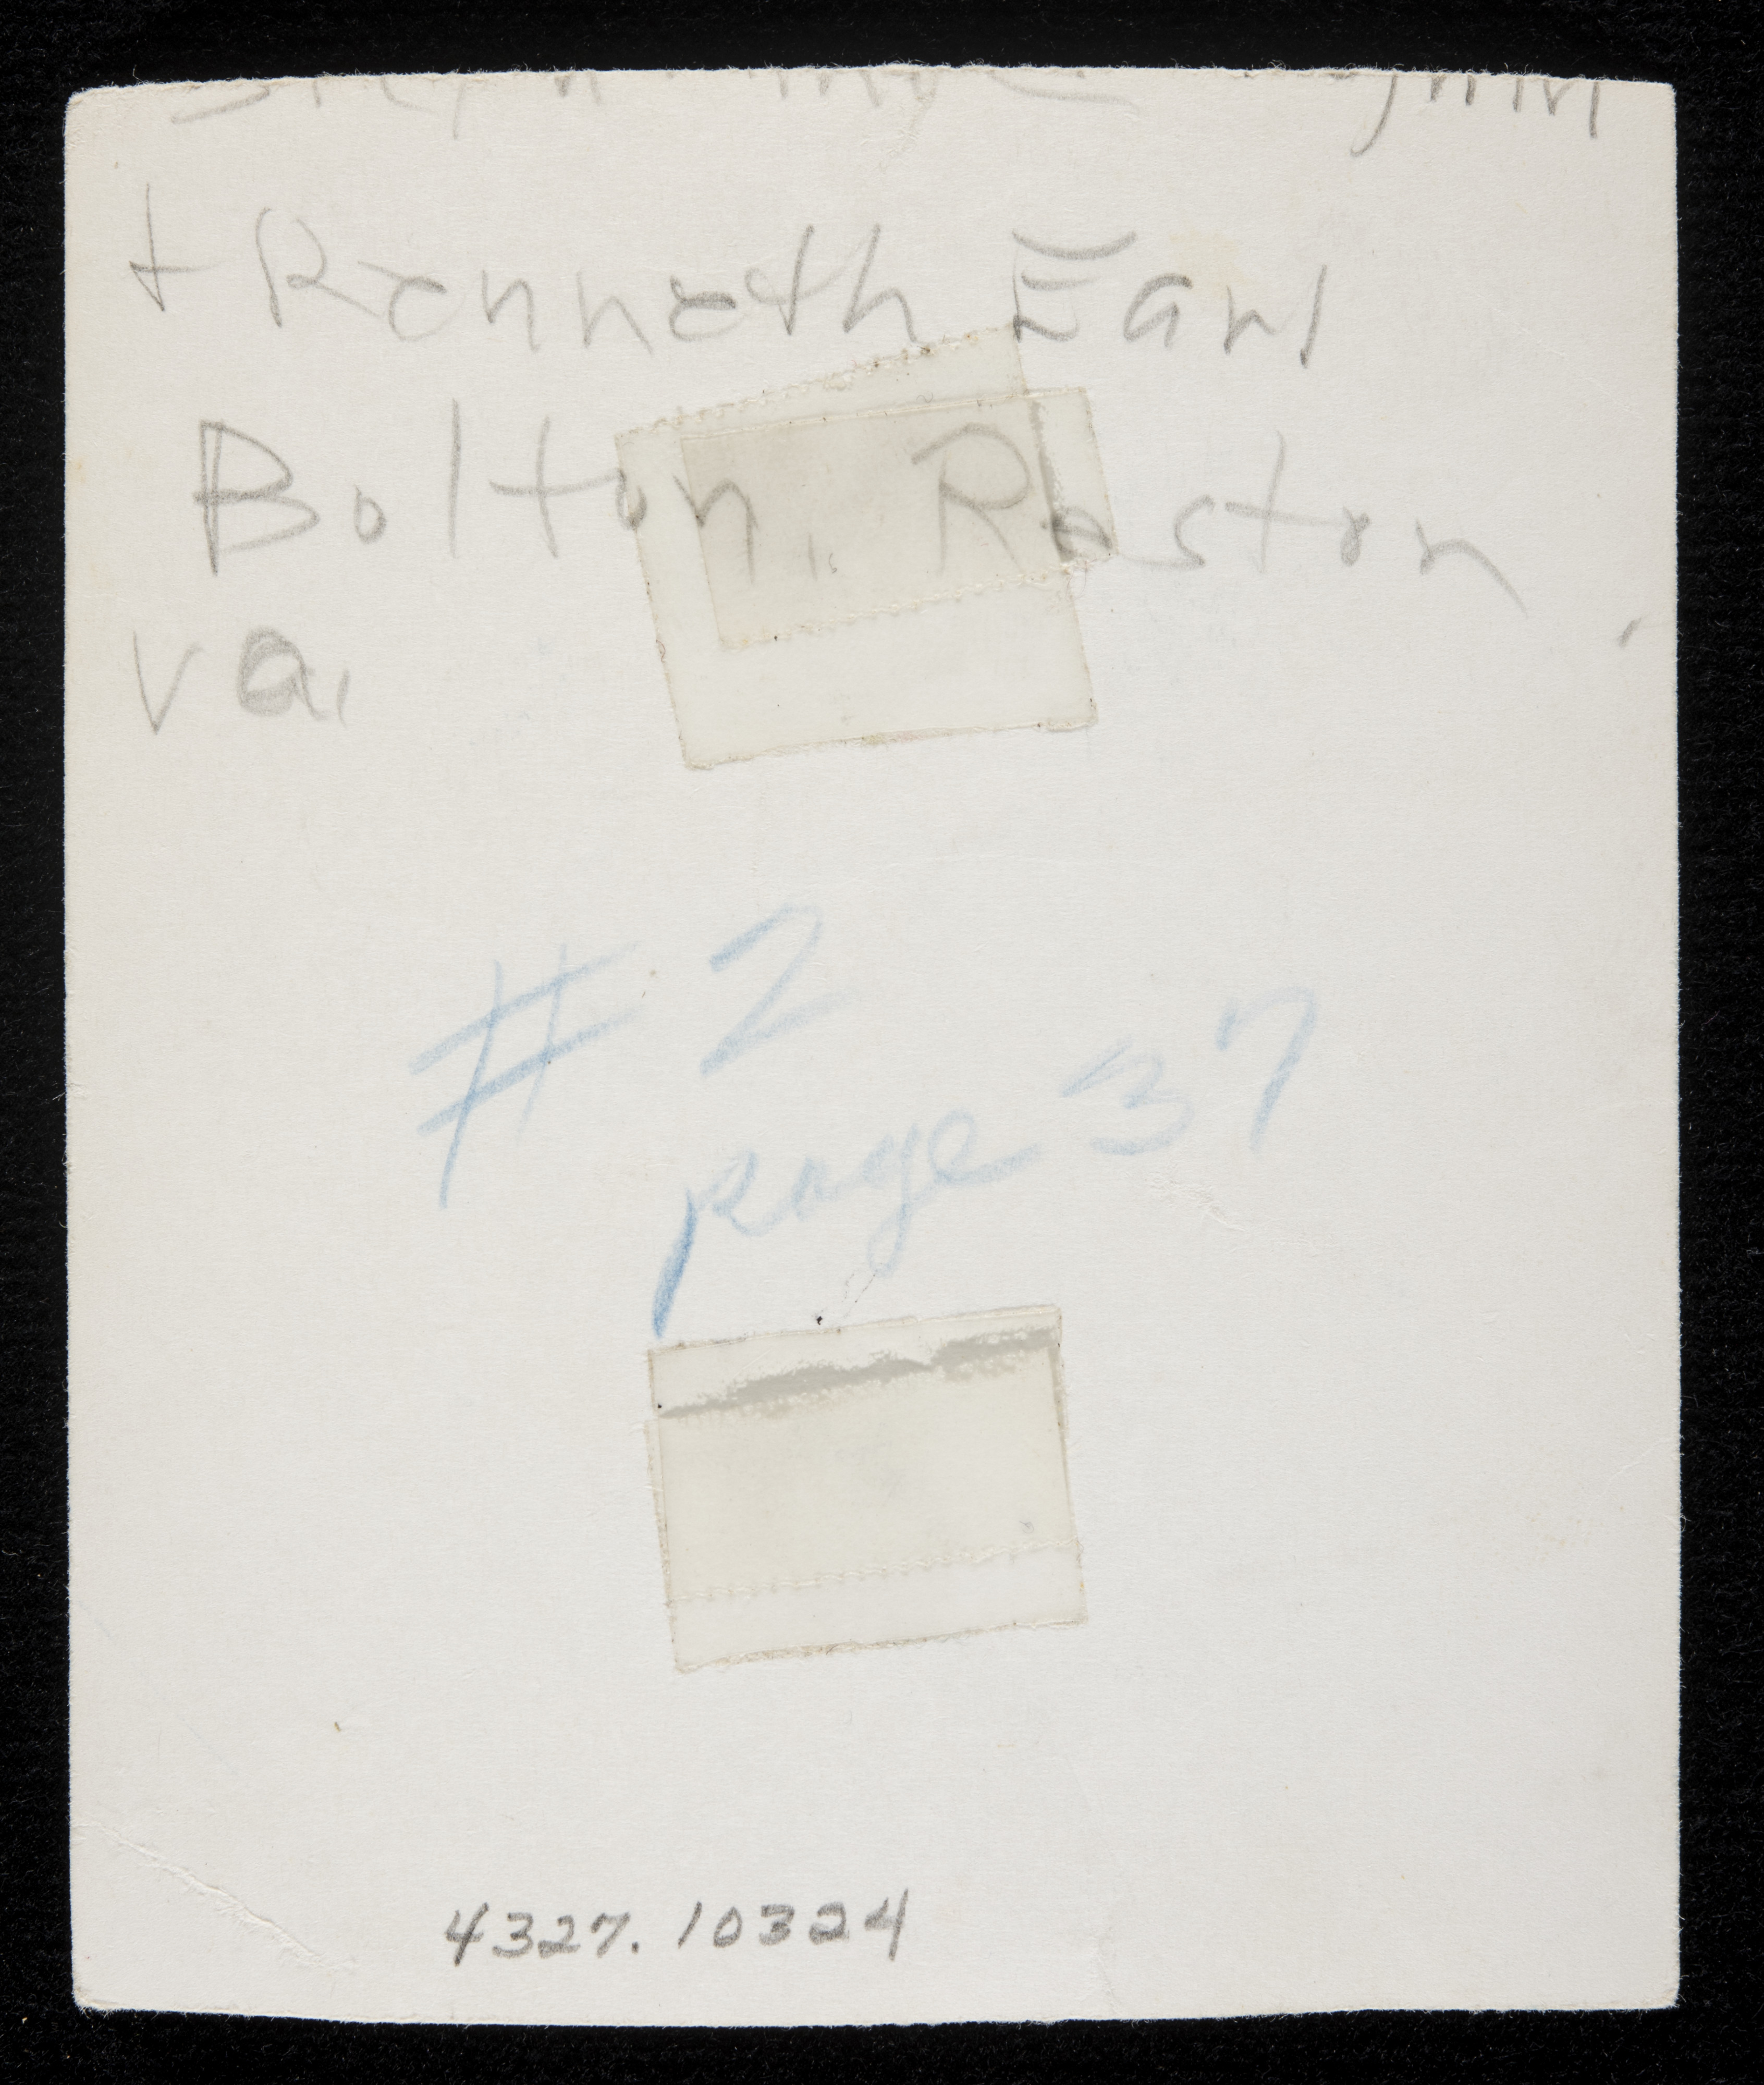 + Kenneth Earl
Bolton, Reston
va.
# 2
page 37
4327.10324